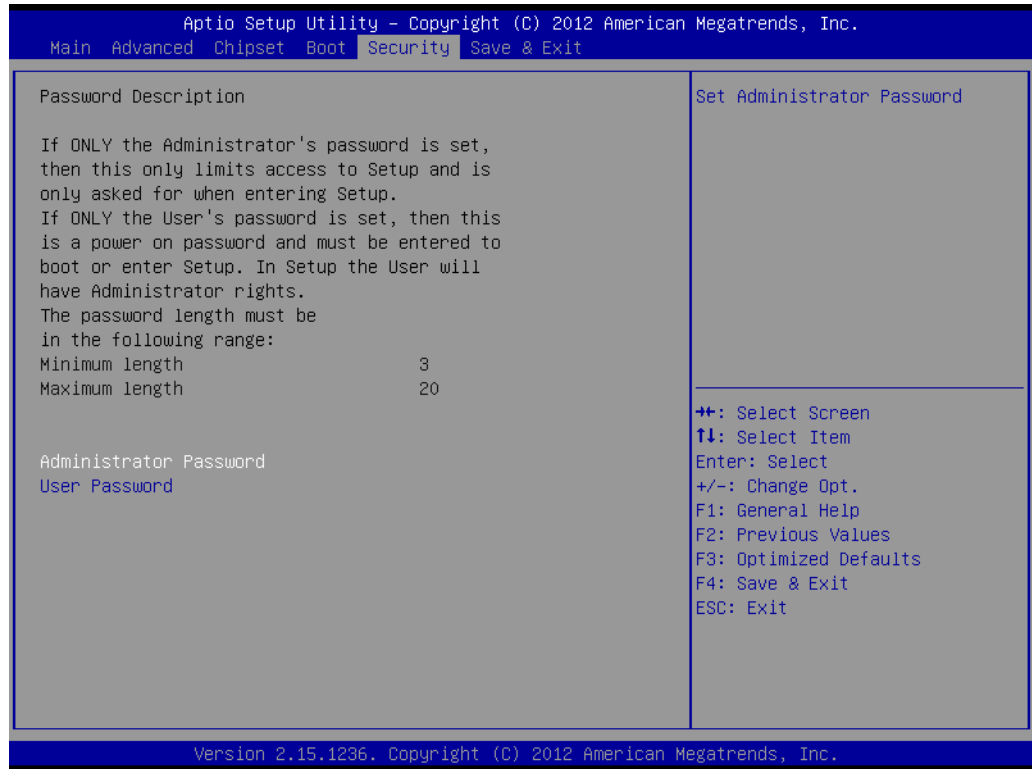 Aptio Setup Utility – Copyright (C) 2012 American Megatrends, Inc.
Main Advanced Chipset Boot Security Save & Exit
Password Description
If ONLY the Administrator's password is set,
then this only limits access to Setup and is
only asked for when entering Setup.
If ONLY the User's password is set, then this
is a power on password and must be entered to
boot or enter Setup. In Setup the User will
have Administrator rights.
The password length must be
in the following range:
Minimum length 3
Maximum length 20
Administrator Password
User Password
Set Administrator Password
→←: Select Screen
↑↓: Select Item
Enter: Select
+/-: Change Opt.
F1: General Help
F2: Previous Values
F3: Optimized Defaults
F4: Save & Exit
ESC: Exit
Version 2.15.1236. Copyright (C) 2012 American Megatrends, Inc.